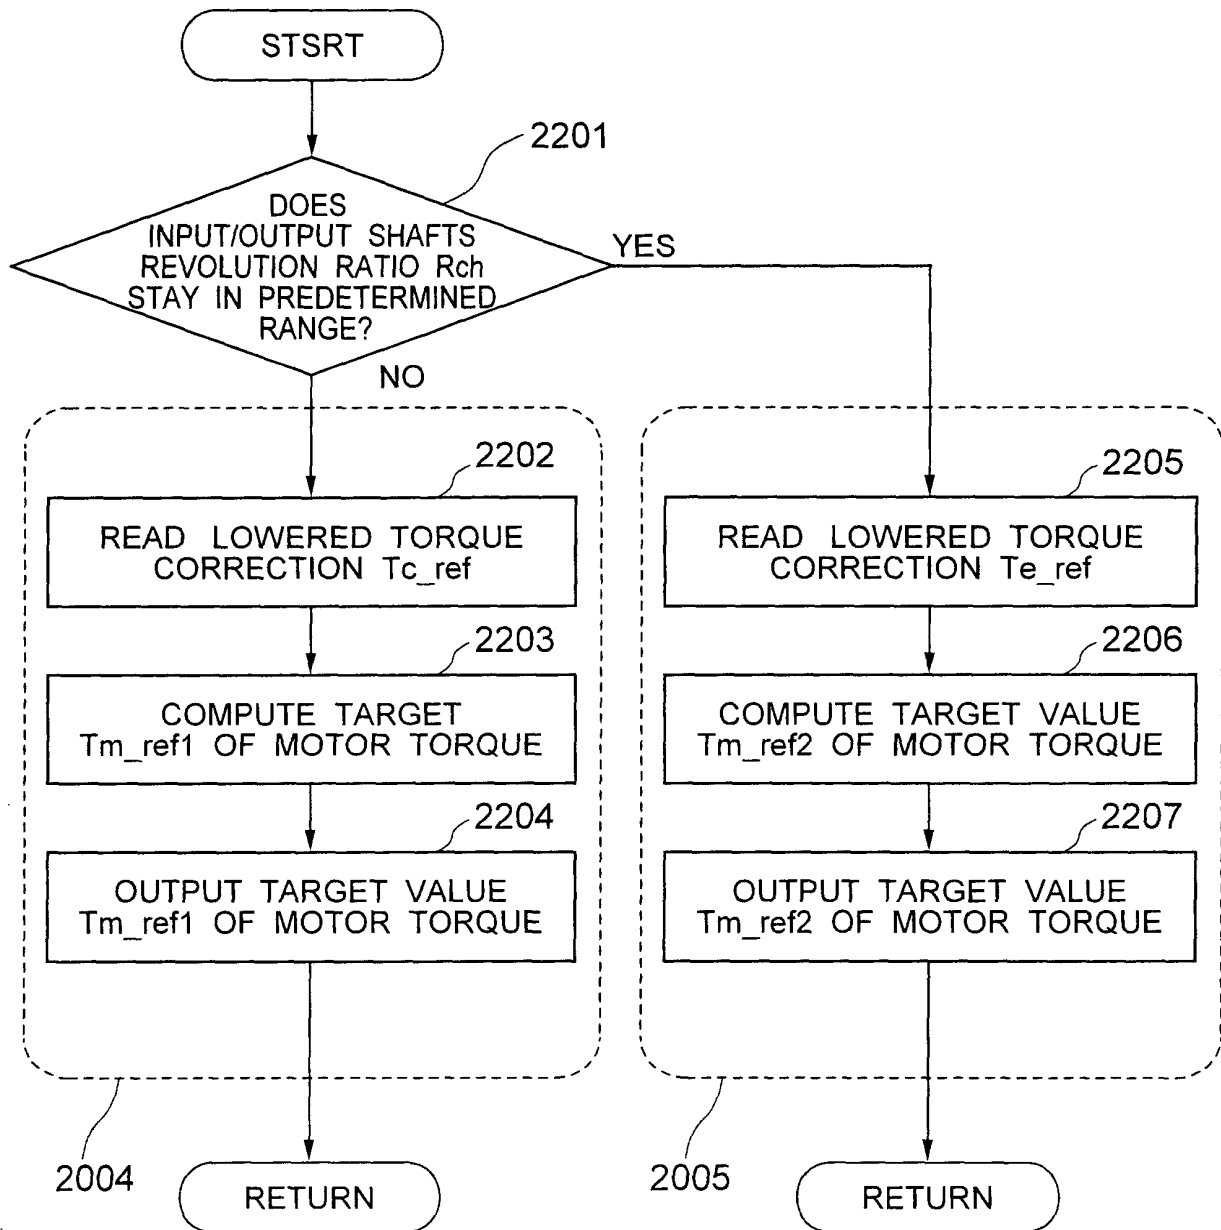 STSRT
2201
DOES
INPUT/OUTPUT SHAFTS
REVOLUTION RATIO Rch
STAY IN PREDETERMINED
RANGE?
YES
NO
2202
READ LOWERED TORQUE
CORRECTION Tc_ref
2203
COMPUTE TARGET
Tm_ref1 OF MOTOR TORQUE
2204
OUTPUT TARGET VALUE
Tm_ref1 OF MOTOR TORQUE
2004
RETURN
2205
READ LOWERED TORQUE
CORRECTION Te_ref
2206
COMPUTE TARGET VALUE
Tm_ref2 OF MOTOR TORQUE
2207
OUTPUT TARGET VALUE
Tm_ref2 OF MOTOR TORQUE
2005
RETURN